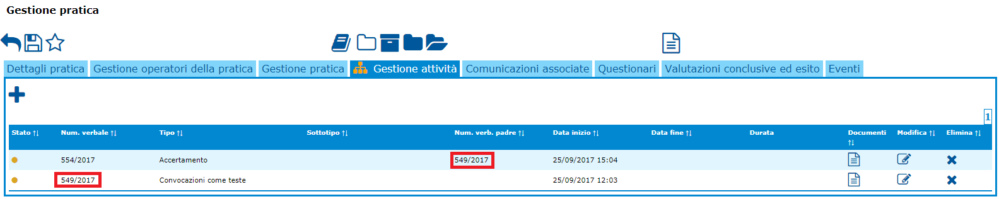 Gestione pratica
Dettagli pratica Gestione operatori della pratica Gestione pratica Gestione attività Comunicazioni associate Questionari Valutazioni conclusive ed esito Eventi
1
Stato ↑↓ Num. verbale ↑↓ Tipo ↑↓ Sottotipo ↑↓ Num. verb. padre ↑↓ Data inizio ↑↓ Data fine ↑↓ Durata Documenti ↑↓ Modifica ↑↓ Elimina ↑↓
554/2017 Accertamento 549/2017 25/09/2017 15:04
549/2017 Convocazioni come teste 25/09/2017 12:03